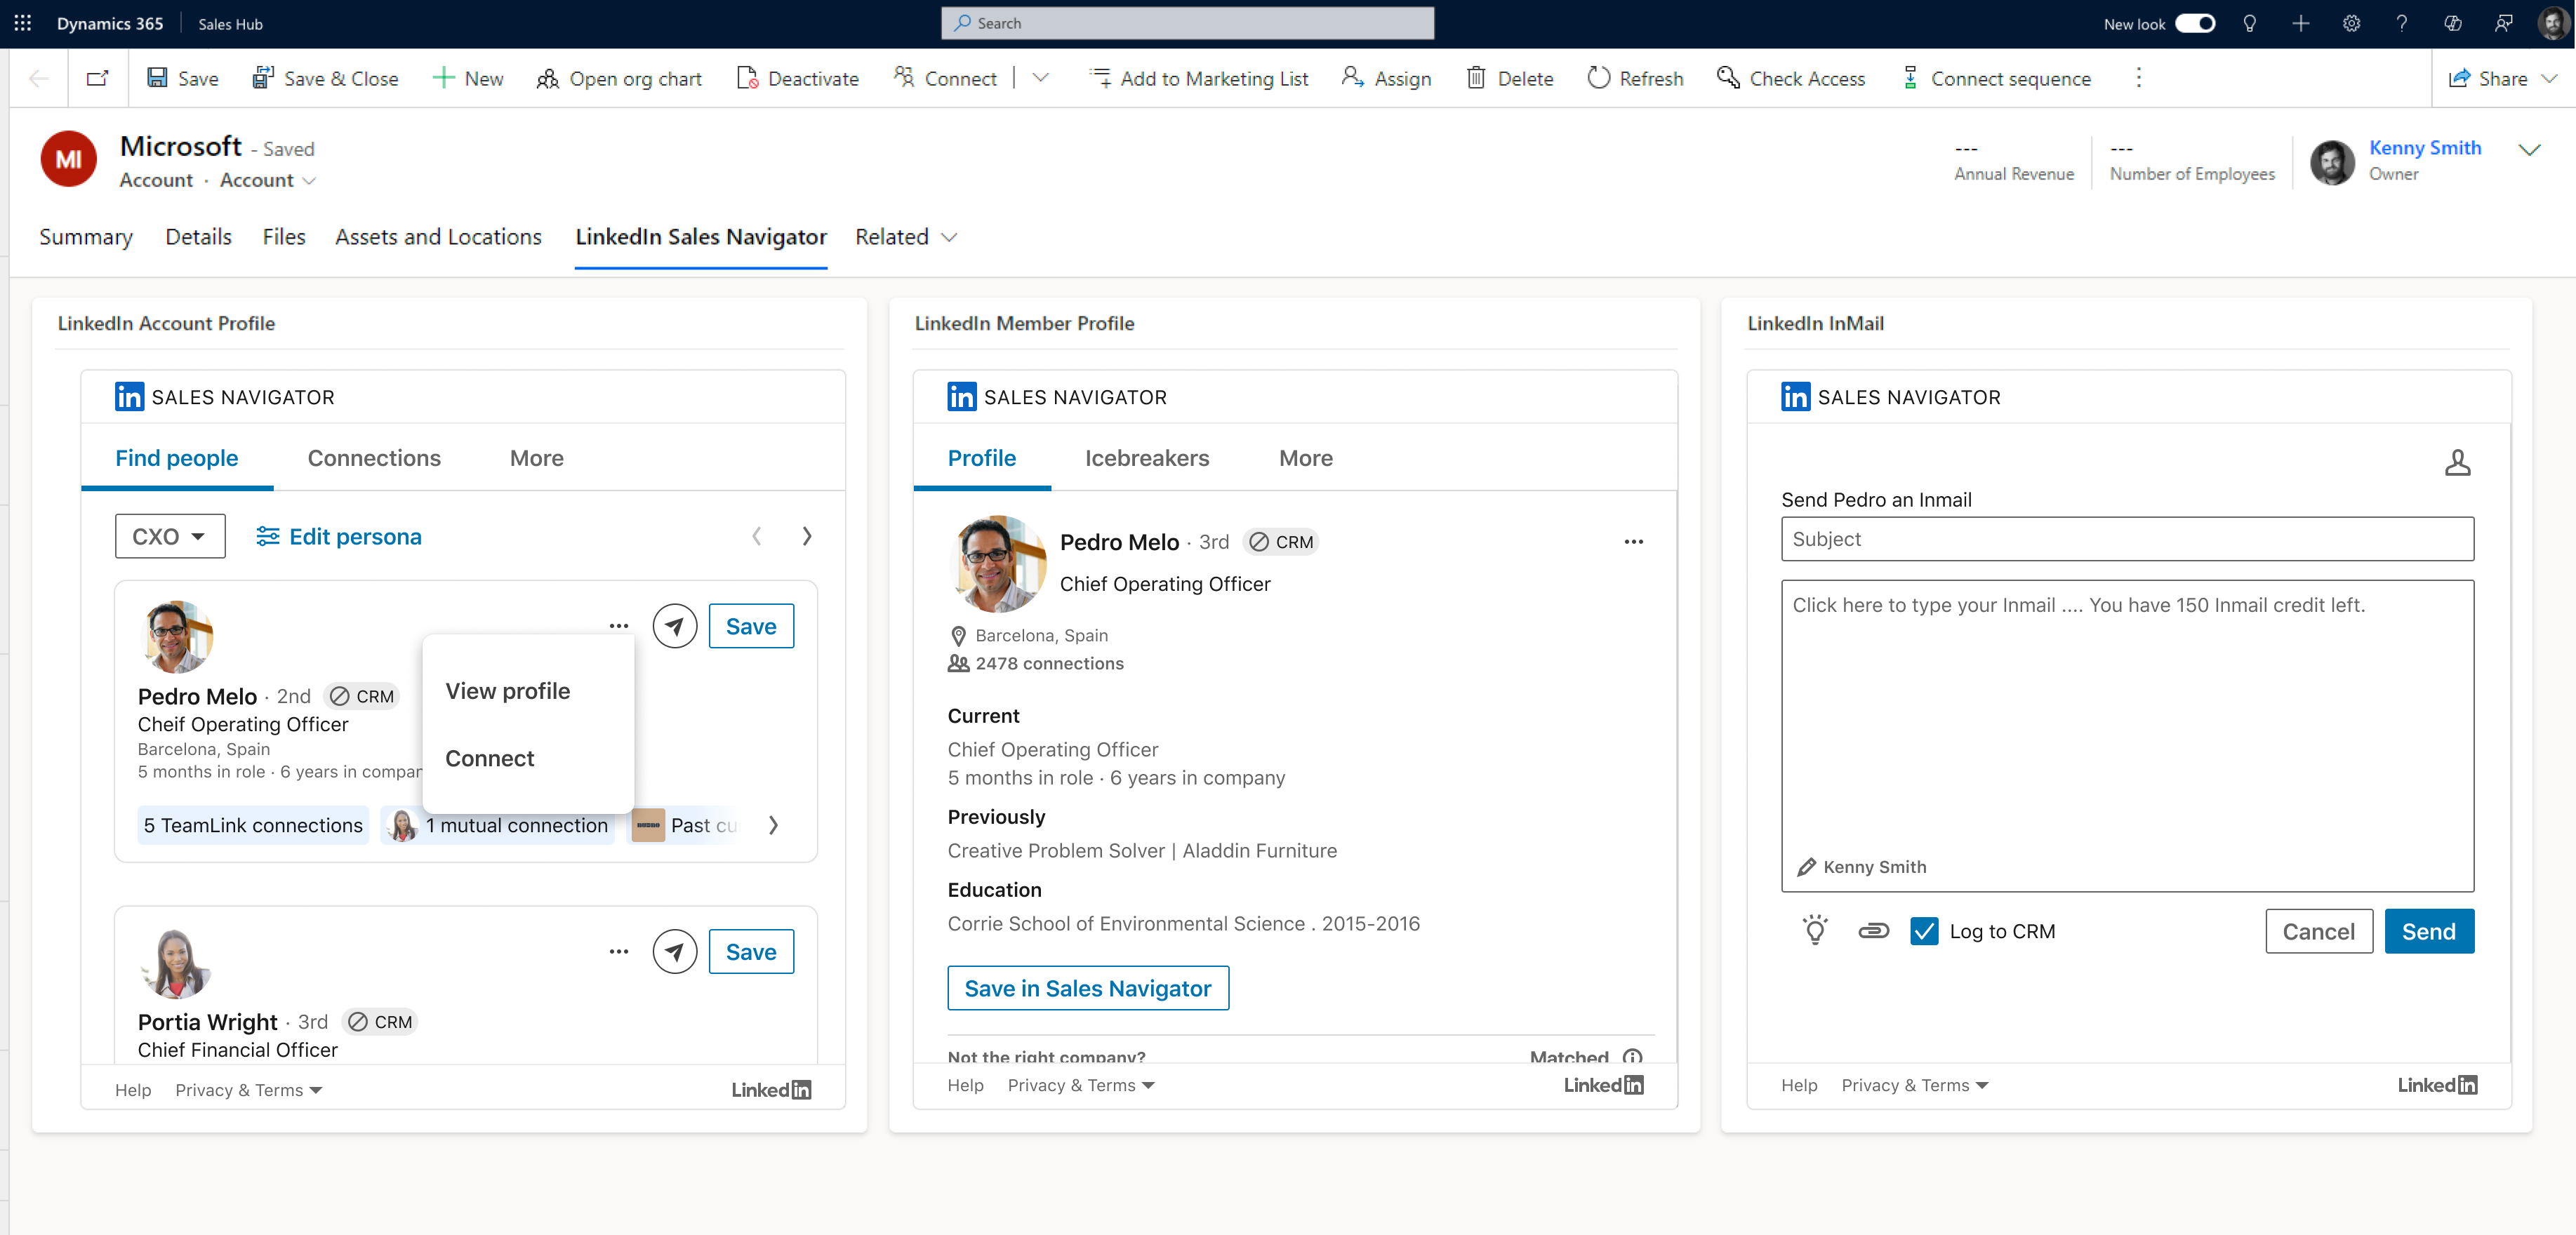 Dynamics 365 Sales Hub
Search
New look
Save
Save & Close
New
Open org chart
Deactivate
Connect
Add to Marketing List
Assign
Delete
Refresh
Check Access
Connect sequence
Share
MI
Microsoft - Saved
Account · Account
---
Annual Revenue
---
Number of Employees
Kenny Smith
Owner
Summary
Details
Files
Assets and Locations
LinkedIn Sales Navigator
Related
LinkedIn Account Profile
in SALES NAVIGATOR
Find people
Connections
More
CXO
Edit persona
Save
Pedro Melo · 2nd CRM
Cheif Operating Officer
Barcelona, Spain
5 months in role · 6 years in compar
View profile
Connect
5 TeamLink connections
1 mutual connection
Past cu
Save
Portia Wright · 3rd CRM
Chief Financial Officer
Help
Privacy & Terms
LinkedIn
LinkedIn Member Profile
in SALES NAVIGATOR
Profile
Icebreakers
More
Pedro Melo · 3rd CRM
Chief Operating Officer
Barcelona, Spain
2478 connections
Current
Chief Operating Officer
5 months in role · 6 years in company
Previously
Creative Problem Solver | Aladdin Furniture
Education
Corrie School of Environmental Science . 2015-2016
Save in Sales Navigator
Not the right company?
Matched
Help
Privacy & Terms
LinkedIn
LinkedIn InMail
in SALES NAVIGATOR
Send Pedro an Inmail
Subject
Click here to type your Inmail .... You have 150 Inmail credit left.
Kenny Smith
Log to CRM
Cancel
Send
Help
Privacy & Terms
LinkedIn